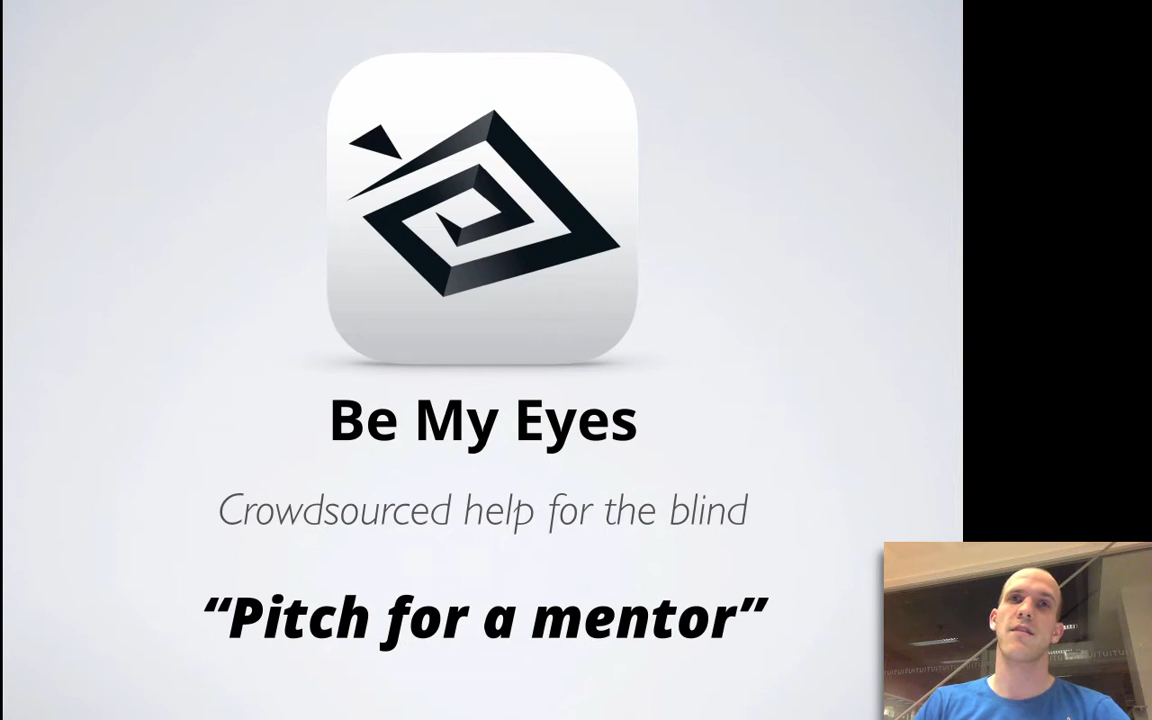 Be My Eyes
Crowdsourced help for the blind
“Pitch for a mentor”